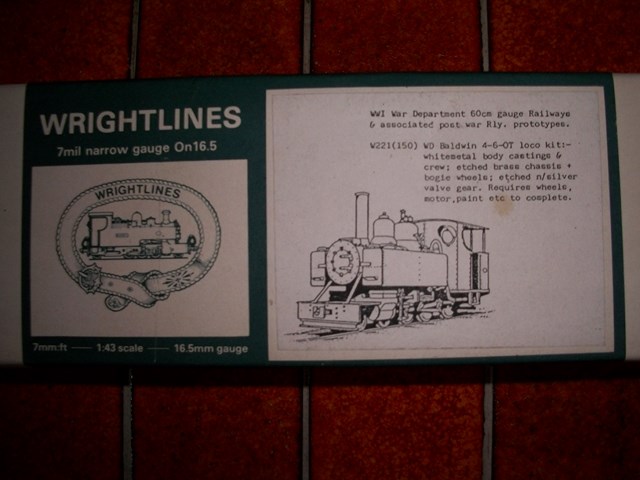 WRIGHTLINES
7mil narrow gauge On16.5
WRIGHTLINES
7mm:ft — 1:43 scale — 16.5mm gauge
WWI War Department 60cm gauge Railways
& associated post war Rly. prototypes.
W221(150) WD Baldwin 4-6-0T loco kit:-
whitemetal body castings &
crew; etched brass chassis +
bogie wheels; etched n/silver
valve gear. Requires wheels,
motor,paint etc to complete.